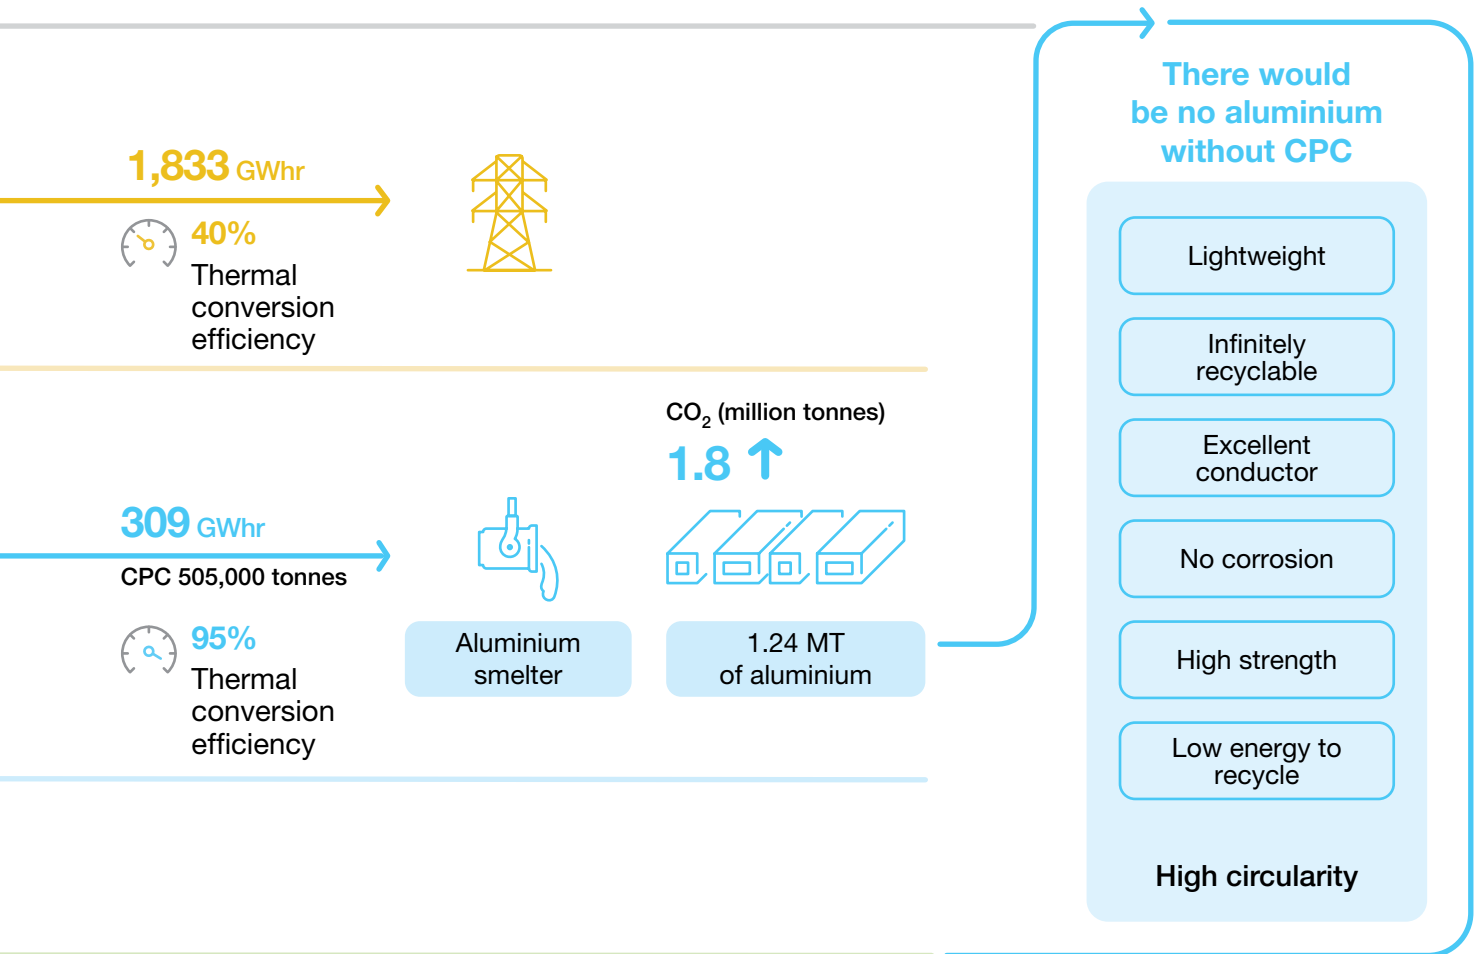 1,833 GWhr
40%
Thermal
conversion
efficiency
CO₂ (million tonnes)
1.8
309 GWhr
CPC 505,000 tonnes
95%
Thermal
conversion
efficiency
Aluminium
smelter
1.24 MT
of aluminium
There would
be no aluminium
without CPC
Lightweight
Infinitely
recyclable
Excellent
conductor
No corrosion
High strength
Low energy to
recycle
High circularity